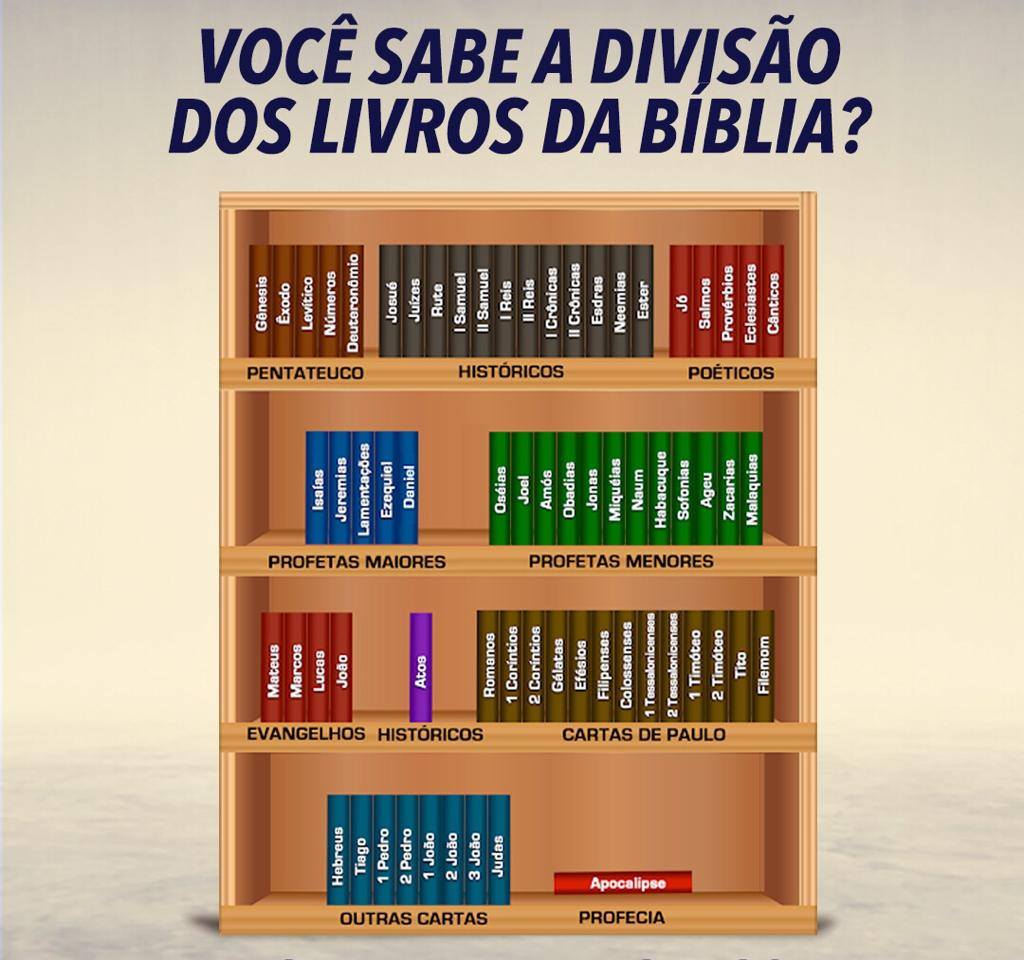 VOCÊ SABE A DIVISÃO
DOS LIVROS DA BÍBLIA?
Gênesis
Êxodo
Levítico
Números
Deuteronômio
Josué
Juízes
Rute
I Samuel
II Samuel
I Reis
II Reis
I Crônicas
II Crônicas
Esdras
Neemias
Ester
Jó
Salmos
Provérbios
Eclesiastes
Cânticos
PENTATEUCO
HISTÓRICOS
POÉTICOS
Isaías
Jeremias
Lamentações
Ezequiel
Daniel
Oséias
Joel
Amós
Obadias
Jonas
Miquéias
Naum
Habacuque
Sofonias
Ageu
Zacarias
Malaquias
PROFETAS MAIORES
PROFETAS MENORES
Mateus
Marcos
Lucas
João
Atos
Romanos
1 Coríntios
2 Coríntios
Gálatas
Efésios
Filipenses
Colossenses
1 Tessalonicenses
2 Tessalonicenses
1 Timóteo
2 Timóteo
Tito
Filemom
EVANGELHOS
HISTÓRICOS
CARTAS DE PAULO
Hebreus
Tiago
1 Pedro
2 Pedro
1 João
2 João
3 João
Judas
Apocalipse
OUTRAS CARTAS
PROFECIA